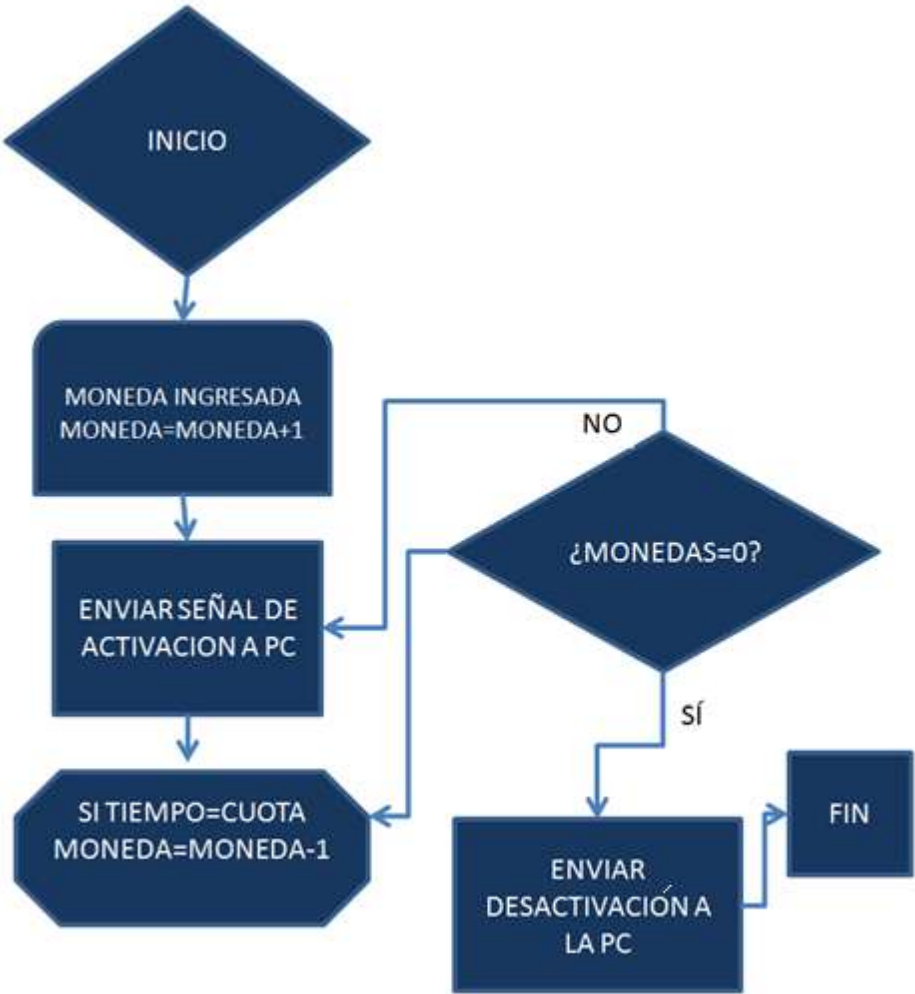 INICIO
MONEDA INGRESADA
MONEDA=MONEDA+1
NO
¿MONEDAS=0?
ENVIAR SEÑAL DE
ACTIVACION A PC
SÍ
SI TIEMPO=CUOTA
MONEDA=MONEDA-1
FIN
ENVIAR
DESACTIVACIÓN A
LA PC